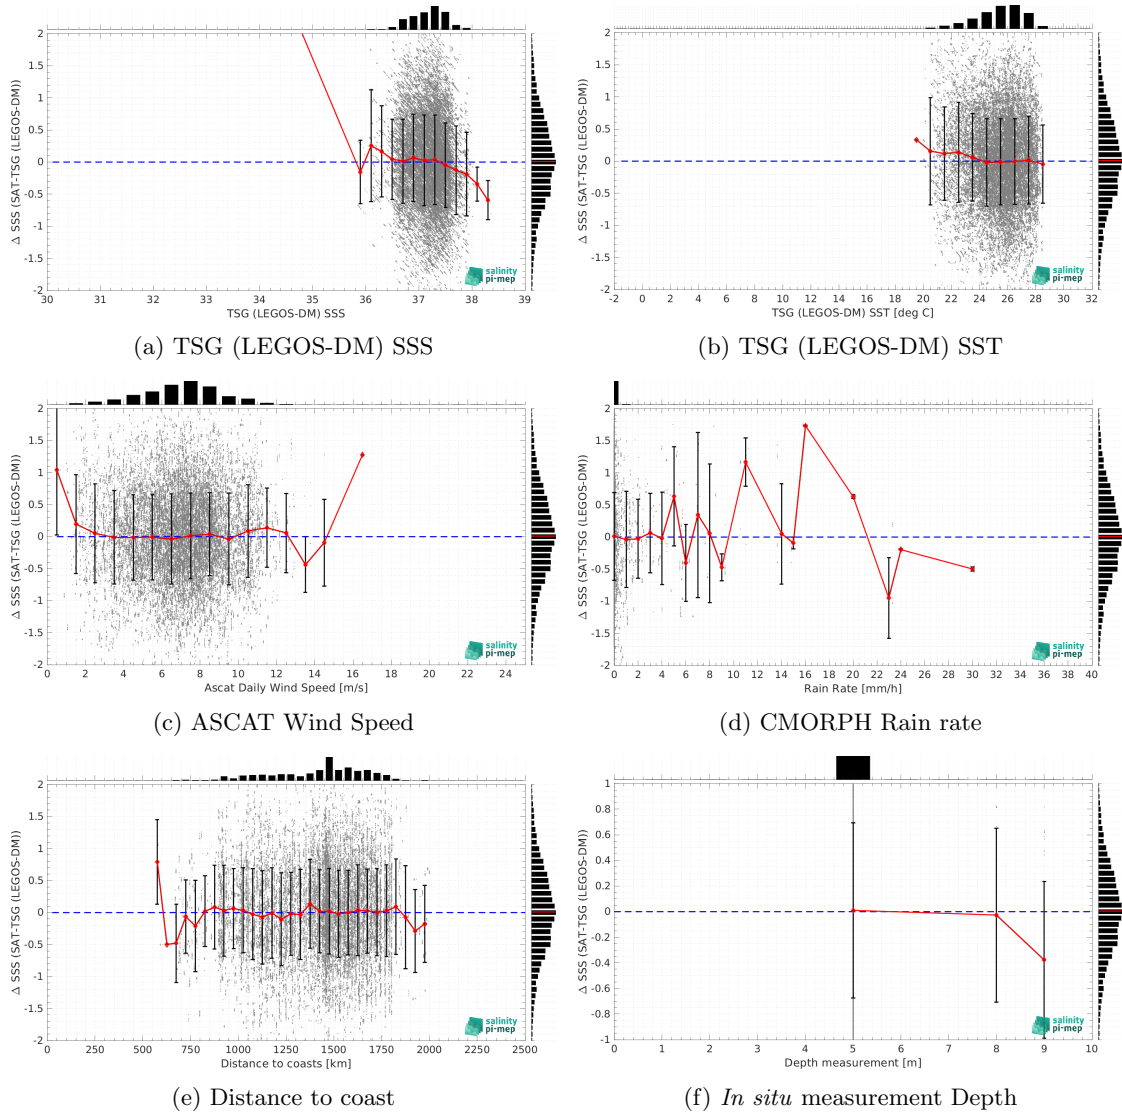 2
1.5
1
0.5
0
-0.5
-1
-1.5
-2
Δ SSS (SAT-TSG (LEGOS-DM))
30 31 32 33 34 35 36 37 38 39
TSG (LEGOS-DM) SSS
salinity
pi-mep
(a) TSG (LEGOS-DM) SSS
2
1.5
1
0.5
0
-0.5
-1
-1.5
-2
Δ SSS (SAT-TSG (LEGOS-DM))
-2 0 2 4 6 8 10 12 14 16 18 20 22 24 26 28 30 32
TSG (LEGOS-DM) SST [deg C]
salinity
pi-mep
(b) TSG (LEGOS-DM) SST
2
1.5
1
0.5
0
-0.5
-1
-1.5
-2
Δ SSS (SAT-TSG (LEGOS-DM))
0 2 4 6 8 10 12 14 16 18 20 22 24
Ascat Daily Wind Speed [m/s]
salinity
pi-mep
(c) ASCAT Wind Speed
2
1.5
1
0.5
0
-0.5
-1
-1.5
-2
Δ SSS (SAT-TSG (LEGOS-DM))
0 2 4 6 8 10 12 14 16 18 20 22 24 26 28 30 32 34 36 38 40
Rain Rate [mm/h]
salinity
pi-mep
(d) CMORPH Rain rate
2
1.5
1
0.5
0
-0.5
-1
-1.5
-2
Δ SSS (SAT-TSG (LEGOS-DM))
0 250 500 750 1000 1250 1500 1750 2000 2250 2500
Distance to coasts [km]
salinity
pi-mep
(e) Distance to coast
1
0.8
0.6
0.4
0.2
0
-0.2
-0.4
-0.6
-0.8
-1
Δ SSS (SAT-TSG (LEGOS-DM))
0 1 2 3 4 5 6 7 8 9 10
Depth measurement [m]
salinity
pi-mep
(f) In situ measurement Depth